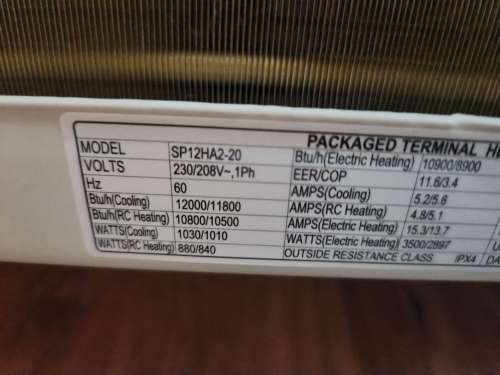 PACKAGED TERMINAL
MODEL SP12HA2-20 Btu/h(Electric Heating) 10900/8900
VOLTS 230/208V~,1Ph EER/COP 11.6/3.4
Hz 60 AMPS(Cooling) 5.2/5.6
Btu/h(Cooling) 12000/11800 AMPS(RC Heating) 4.8/5.1
Btu/h(RC Heating) 10800/10500 AMPS(Electric Heating) 15.3/13.7
WATTS(Cooling) 1030/1010 WATTS(Electric Heating) 3500/2897
WATTS(RC Heating) 880/840 OUTSIDE RESISTANCE CLASS IPX4